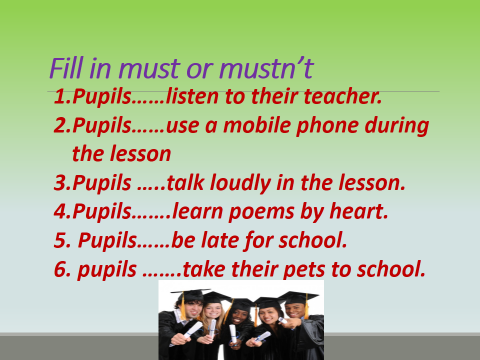 Fill in must or mustn't
1.Pupils……listen to their teacher.
2.Pupils……use a mobile phone during
the lesson
3.Pupils …..talk loudly in the lesson.
4.Pupils…….learn poems by heart.
5. Pupils……be late for school.
6. pupils …….take their pets to school.